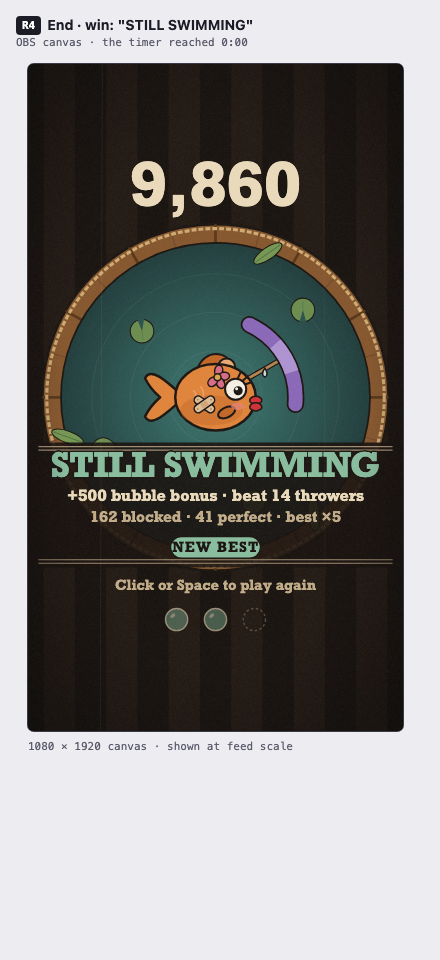 R4 End · win: "STILL SWIMMING"
OBS canvas · the timer reached 0:00
9,860
STILL SWIMMING
+500 bubble bonus · beat 14 throwers
162 blocked · 41 perfect · best ×5
NEW BEST
Click or Space to play again
1080 × 1920 canvas · shown at feed scale